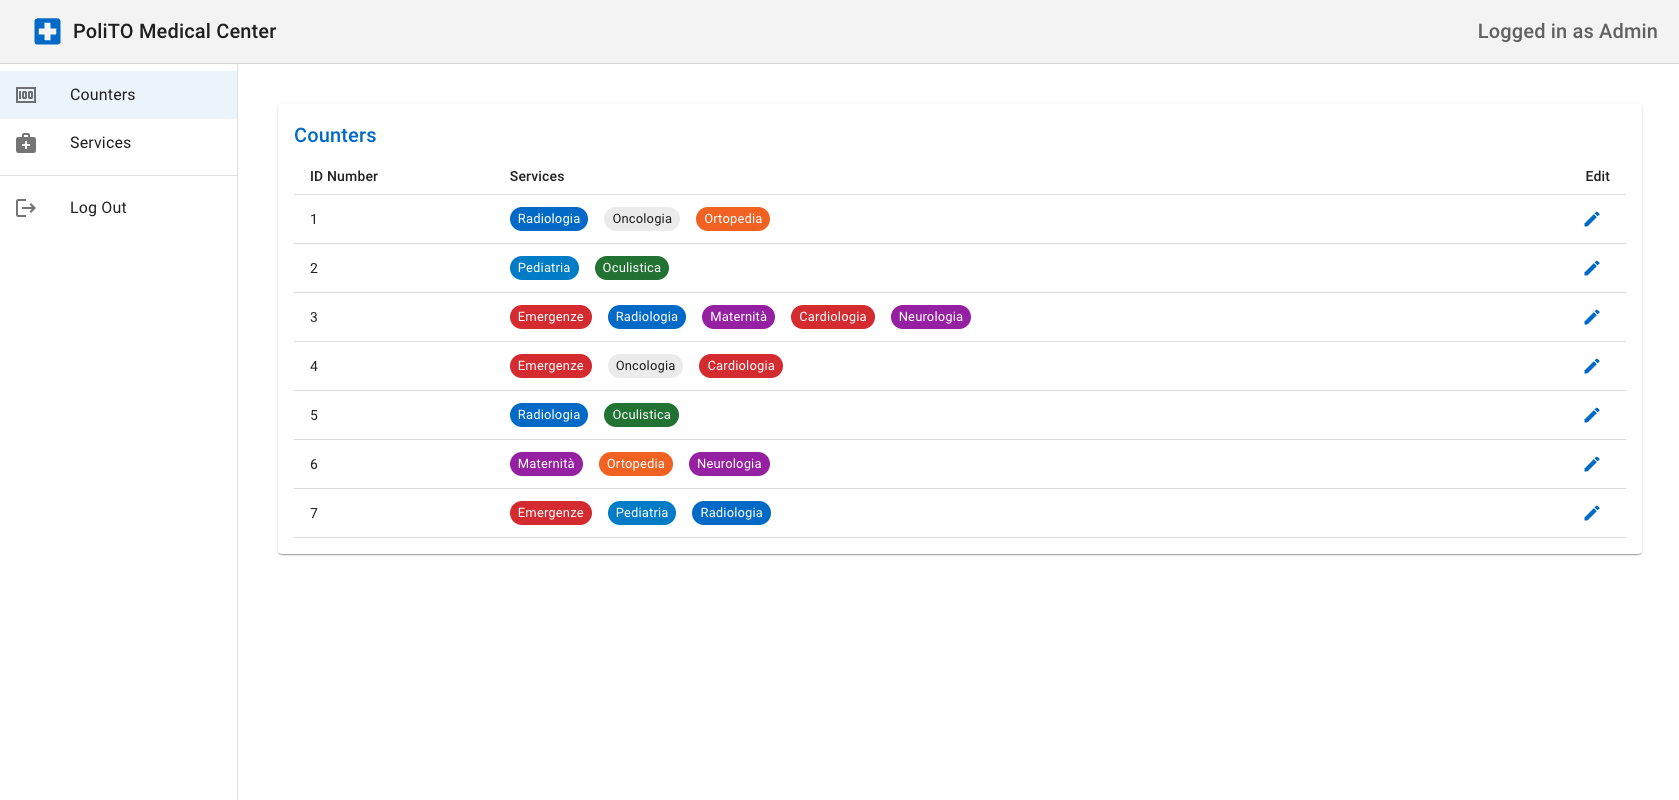 PoliTO Medical Center
Logged in as Admin
100
Counters
Services
Log Out
Counters
ID Number Services Edit
1 Radiologia Oncologia Ortopedia
2 Pediatria Oculistica
3 Emergenze Radiologia Maternità Cardiologia Neurologia
4 Emergenze Oncologia Cardiologia
5 Radiologia Oculistica
6 Maternità Ortopedia Neurologia
7 Emergenze Pediatria Radiologia